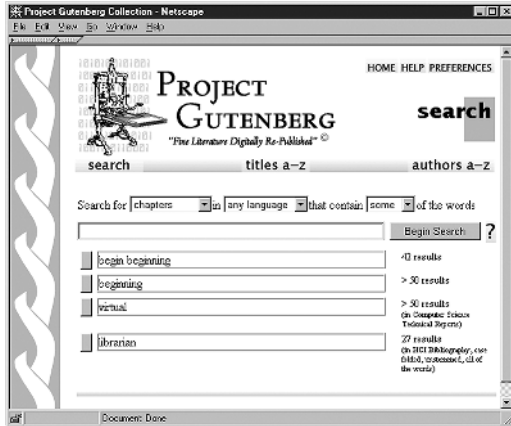 Project Gutenberg Collection - Netscape
File Edit View Go Window Help
HOME HELP PREFERENCES
PROJECT
GUTENBERG
"Fine Literature Digitally Re-Published" ©
search
search titles a–z authors a–z
Search for chapters in any language that contain some of the words
Begin Search ?
begin beginning
results
beginning > 50 results
virtual > 50 results
(in Computer Science
Technical Reports)
librarian 27 results
(in HCI Bibliography, case
folded, unstemmed, all of
the words)
Document: Done